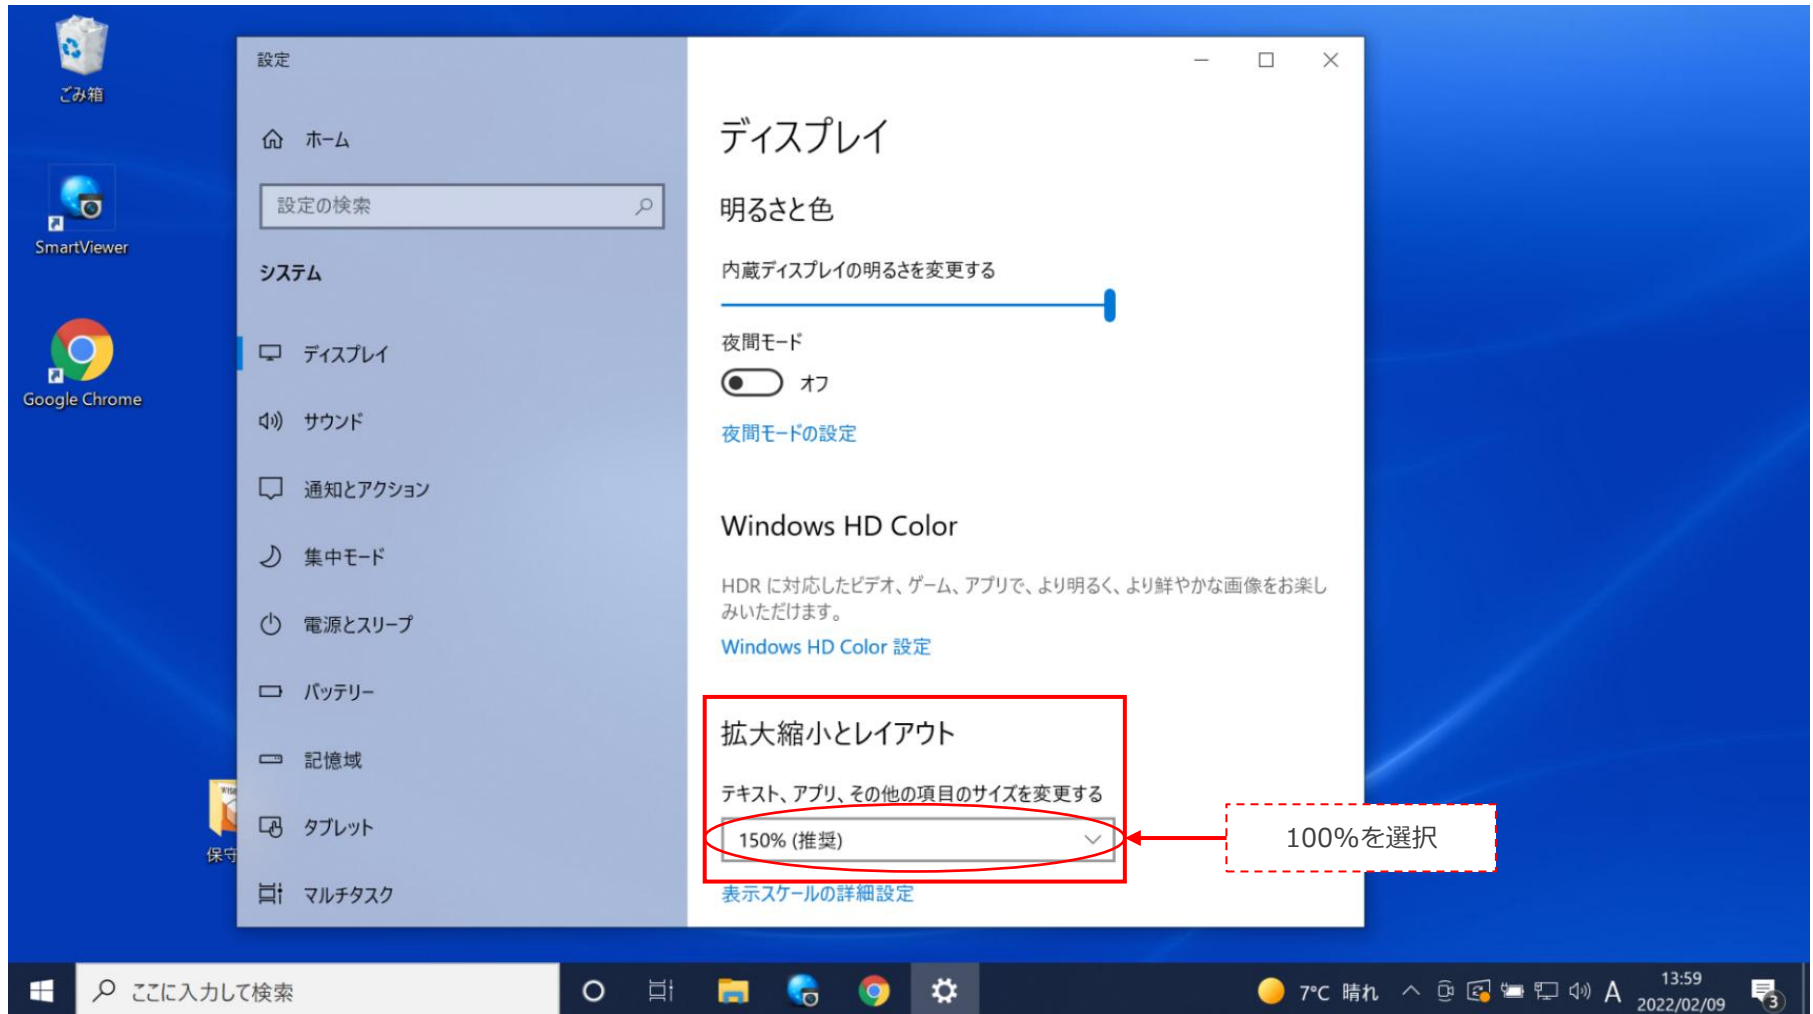 ごみ箱
SmartViewer
Google Chrome
保守
設定
ホーム
設定の検索
システム
ディスプレイ
サウンド
通知とアクション
集中モード
電源とスリープ
バッテリー
記憶域
タブレット
マルチタスク
ディスプレイ
明るさと色
内蔵ディスプレイの明るさを変更する
夜間モード
オフ
夜間モードの設定
Windows HD Color
HDR に対応したビデオ、ゲーム、アプリで、より明るく、より鮮やかな画像をお楽し
みいただけます。
Windows HD Color 設定
拡大縮小とレイアウト
テキスト、アプリ、その他の項目のサイズを変更する
150% (推奨)
100%を選択
表示スケールの詳細設定
ここに入力して検索
7°C 晴れ
A
13:59
2022/02/09
3